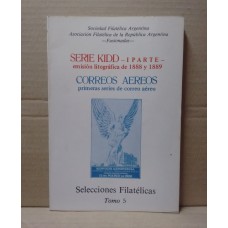 Sociedad Filatélica Argentina
Asociación Filatélica de la República Argentina
-Fusionadas-
SERIE KIDD - I PARTE -
emisión litográfica de 1888 y 1889
CORREOS AEREOS
primeras series de correo aéreo
Selecciones Filatélicas
Tomo 5